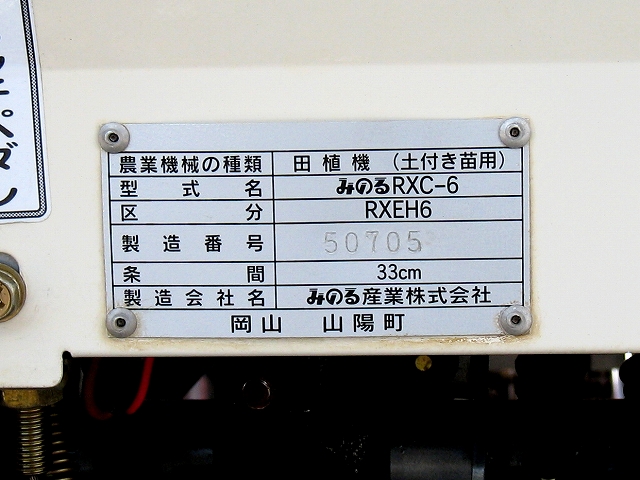 農業機械の種類 田植機（土付き苗用）
型式名 みのるRXC-6
区分 RXEH6
製造番号 50705
条間 33cm
製造会社名 みのる産業株式会社
岡山 山陽町